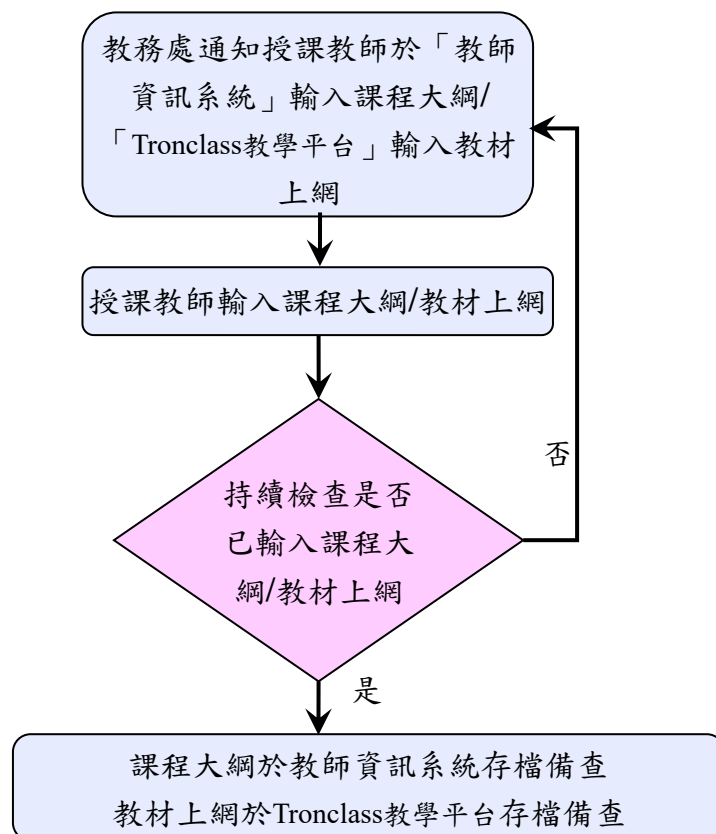 教務處通知授課教師於「教師
資訊系統」輸入課程大綱/
「Tronclass教學平台」輸入教材
上網
授課教師輸入課程大綱/教材上網
持續檢查是否
已輸入課程大
綱/教材上網
否
是
課程大綱於教師資訊系統存檔備查
教材上網於Tronclass教學平台存檔備查